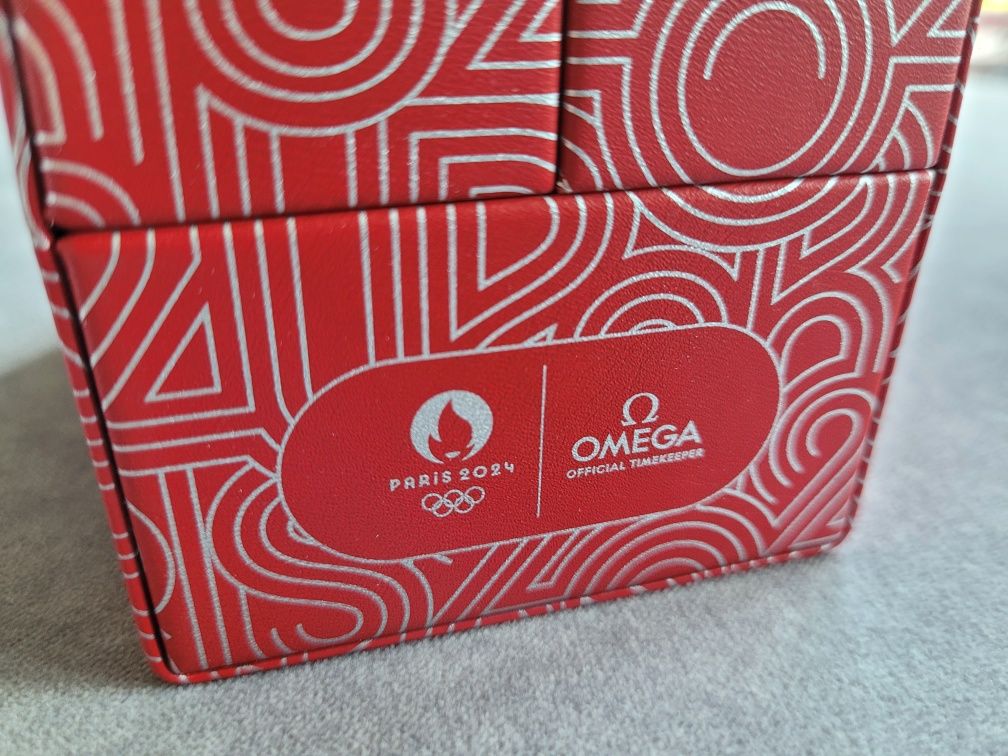 PARIS 2024
Ω
OMEGA
OFFICIAL TIMEKEEPER